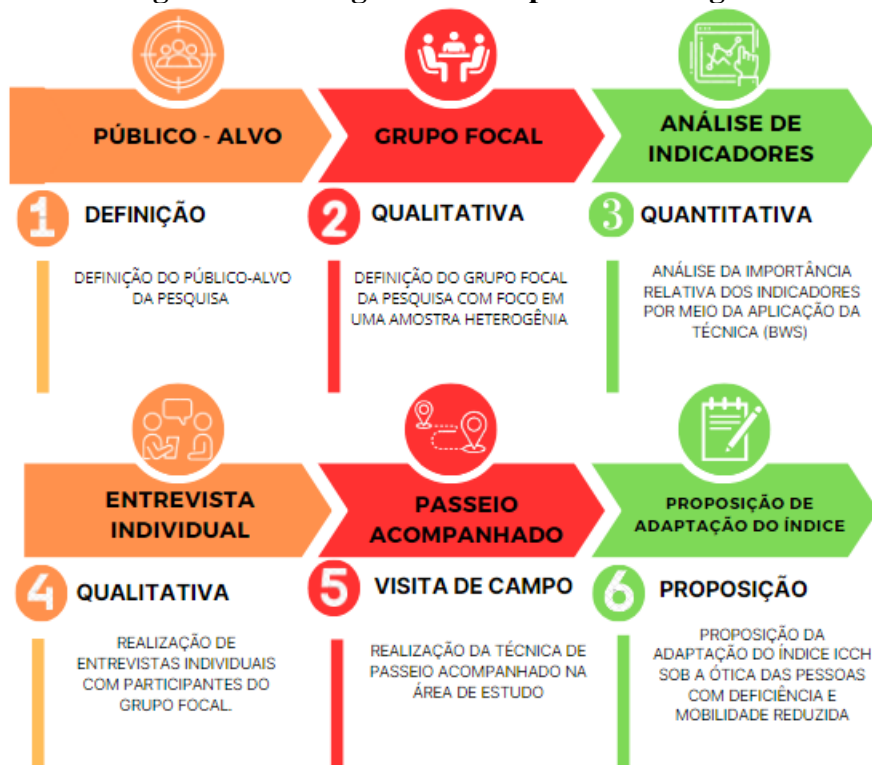 PÚBLICO - ALVO
GRUPO FOCAL
ANÁLISE DE
INDICADORES
1 DEFINIÇÃO
DEFINIÇÃO DO PÚBLICO-ALVO
DA PESQUISA
2 QUALITATIVA
DEFINIÇÃO DO GRUPO FOCAL
DA PESQUISA COM FOCO EM
UMA AMOSTRA HETEROGÊNIA
3 QUANTITATIVA
ANÁLISE DA IMPORTÂNCIA
RELATIVA DOS INDICADORES
POR MEIO DA APLICAÇÃO DA
TÉCNICA (BWS)
ENTREVISTA
INDIVIDUAL
PASSEIO
ACOMPANHADO
PROPOSIÇÃO DE
ADAPTAÇÃO DO ÍNDICE
4 QUALITATIVA
REALIZAÇÃO DE
ENTREVISTAS INDIVIDUAIS
COM PARTICIPANTES DO
GRUPO FOCAL.
5 VISITA DE CAMPO
REALIZAÇÃO DA TÉCNICA DE
PASSEIO ACOMPANHADO NA
ÁREA DE ESTUDO
6 PROPOSIÇÃO
PROPOSIÇÃO DA
ADAPTAÇÃO DO ÍNDICE ICCH
SOB A ÓTICA DAS PESSOAS
COM DEFICIÊNCIA E
MOBILIDADE REDUZIDA